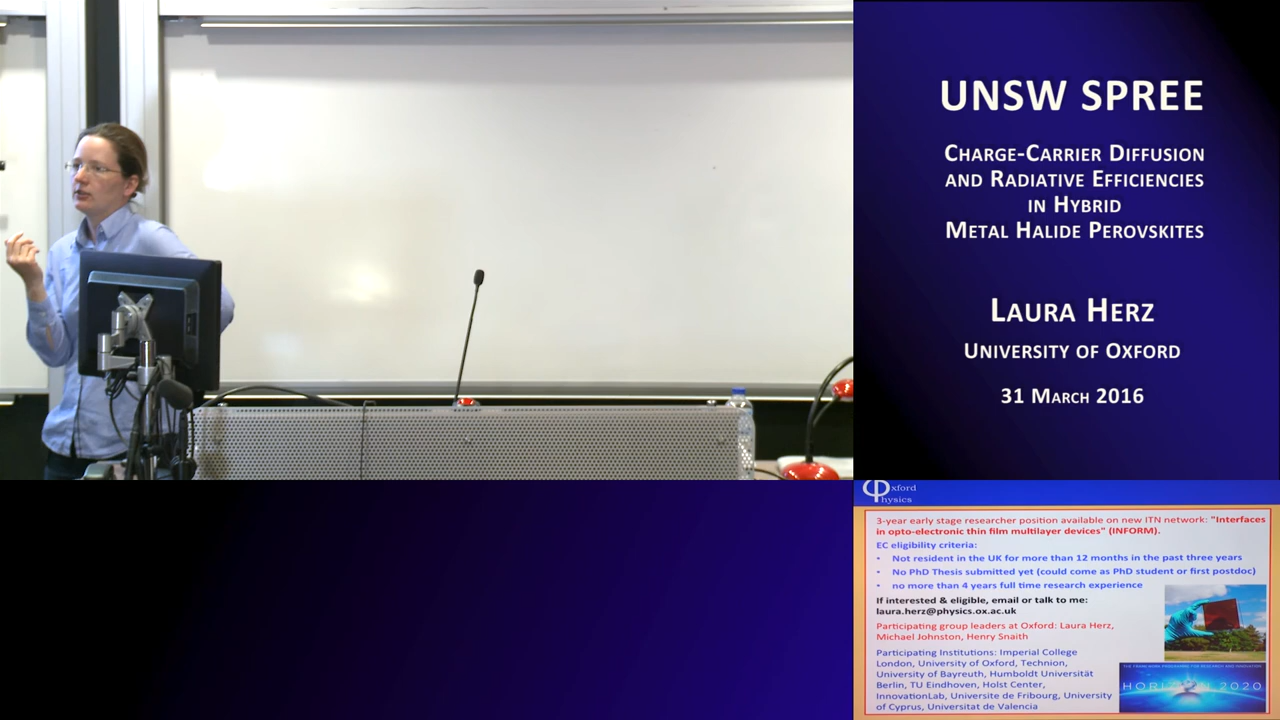 UNSW SPREE
Charge-Carrier Diffusion
and Radiative Efficiencies
in Hybrid
Metal Halide Perovskites
Laura Herz
University of Oxford
31 March 2016
Oxford
Physics
3-year early stage researcher position available on new ITN network: "Interfaces
in opto-electronic thin film multilayer devices" (INFORM).
EC eligibility criteria:
• Not resident in the UK for more than 12 months in the past three years
• No PhD Thesis submitted yet (could come as PhD student or first postdoc)
• no more than 4 years full time research experience
If interested & eligible, email or talk to me:
laura.herz@physics.ox.ac.uk
Participating group leaders at Oxford: Laura Herz,
Michael Johnston, Henry Snaith
Participating Institutions: Imperial College
London, University of Oxford, Technion,
University of Bayreuth, Humboldt Universität
Berlin, TU Eindhoven, Holst Center,
InnovationLab, Universite de Fribourg, University
of Cyprus, Universitat de Valencia
THE FRAMEWORK PROGRAMME FOR RESEARCH AND INNOVATION
HORIZON 2020